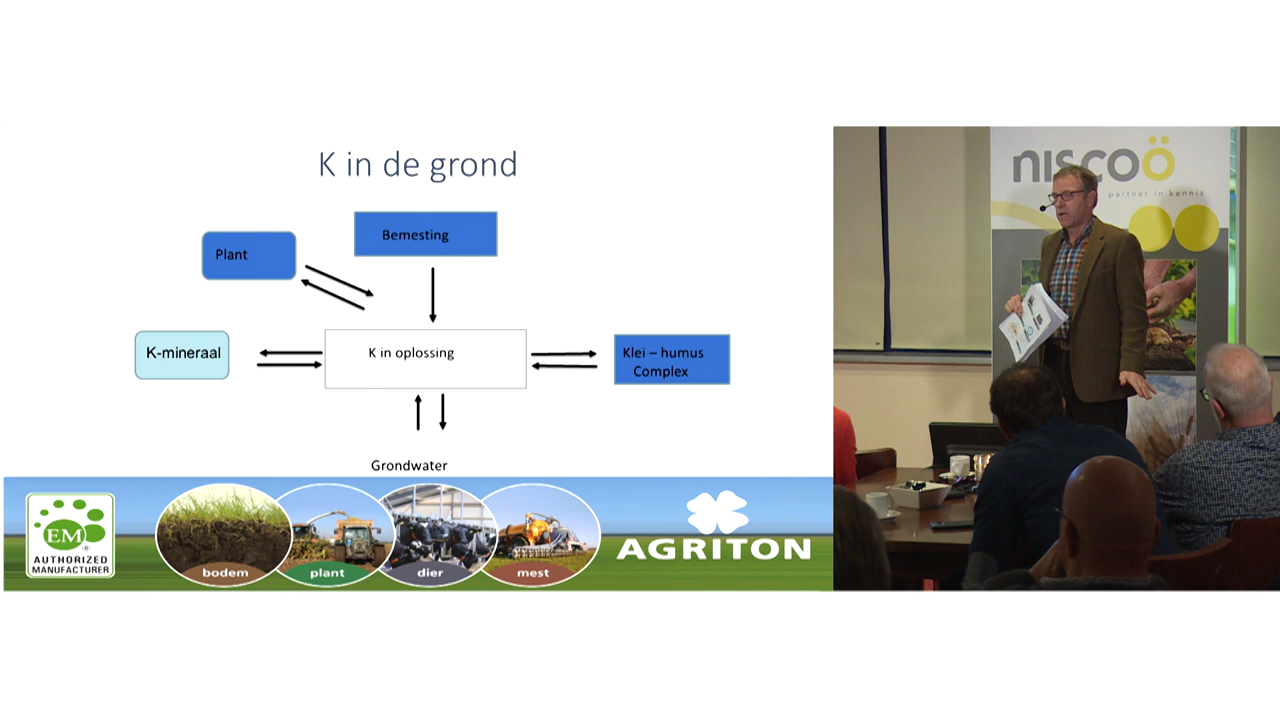 K in de grond
Bemesting
Plant
K-mineraal
K in oplossing
Klei – humus
Complex
Grondwater
EM
®
AUTHORIZED
MANUFACTURER
bodem
plant
dier
mest
AGRITON
niscoö
partner in kennis